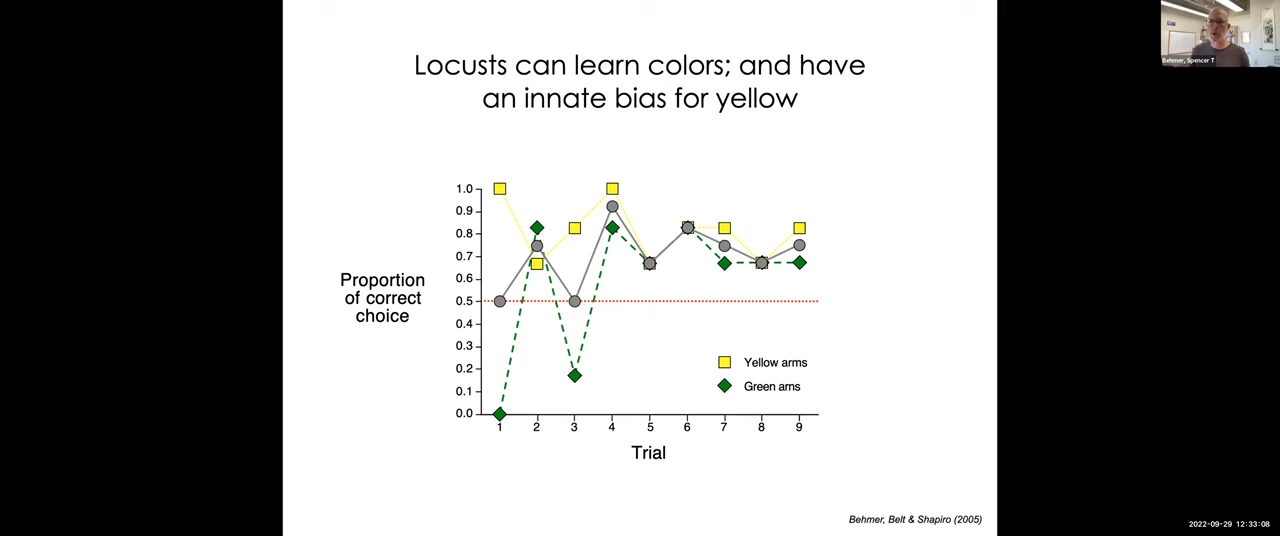 Behmer, Spencer T
Locusts can learn colors; and have
an innate bias for yellow
Proportion
of correct
choice
1.0
0.9
0.8
0.7
0.6
0.5
0.4
0.3
0.2
0.1
0.0
1 2 3 4 5 6 7 8 9
Trial
Yellow arms
Green arns
Behmer, Belt & Shapiro (2005)
2022-09-29 12:33:08